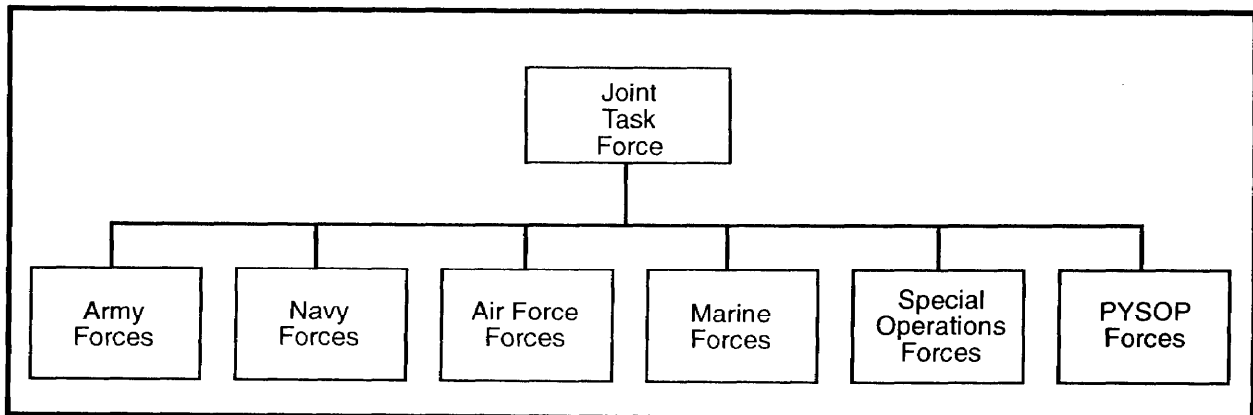 Joint
Task
Force
Army
Forces
Navy
Forces
Air Force
Forces
Marine
Forces
Special
Operations
Forces
PYSOP
Forces